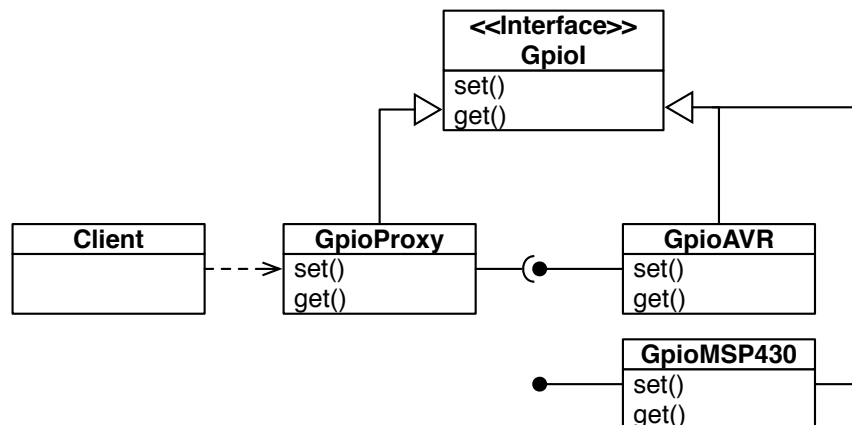 <<Interface>>
GpioI
set()
get()
Client
GpioProxy
set()
get()
GpioAVR
set()
get()
GpioMSP430
set()
get()